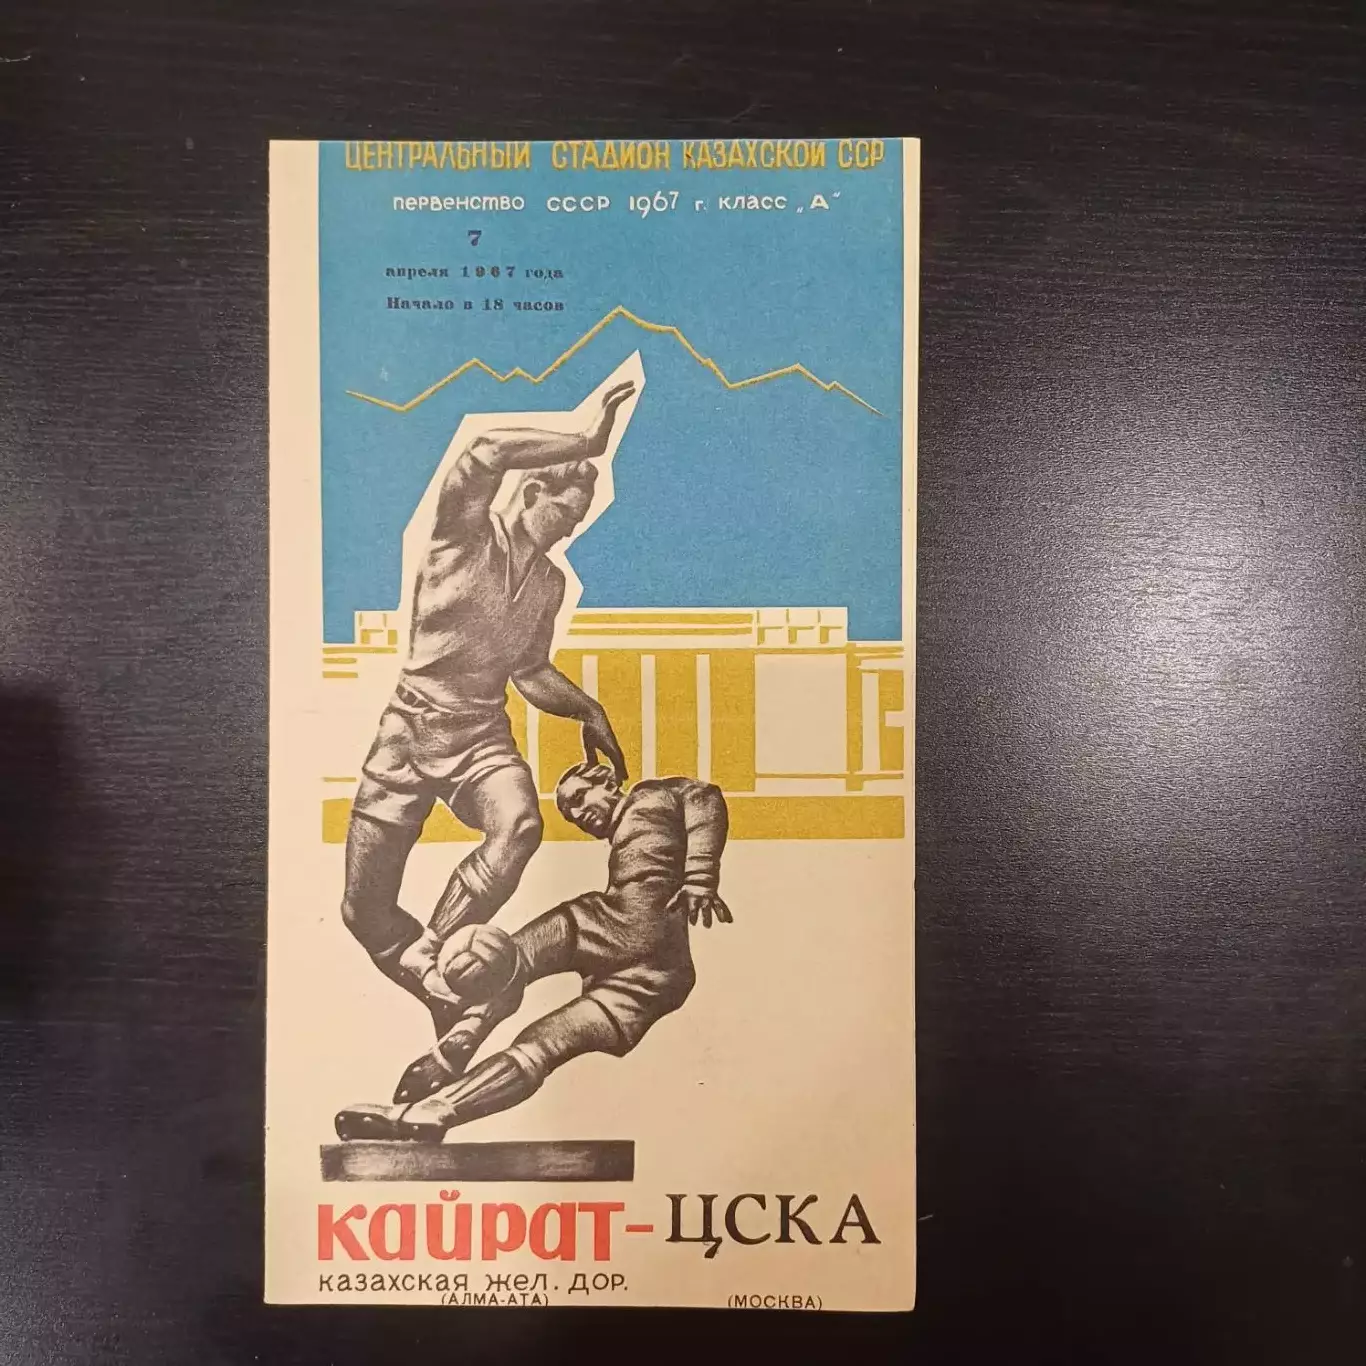 ЦЕНТРАЛЬНЫЙ СТАДИОН КАЗАХСКОЙ ССР
первенство СССР 1967 г. класс „А“
7
апреля 1967 года
Начало в 18 часов
Кайрат - ЦСКА
казахская жел. дор.
(АЛМА-АТА) (МОСКВА)